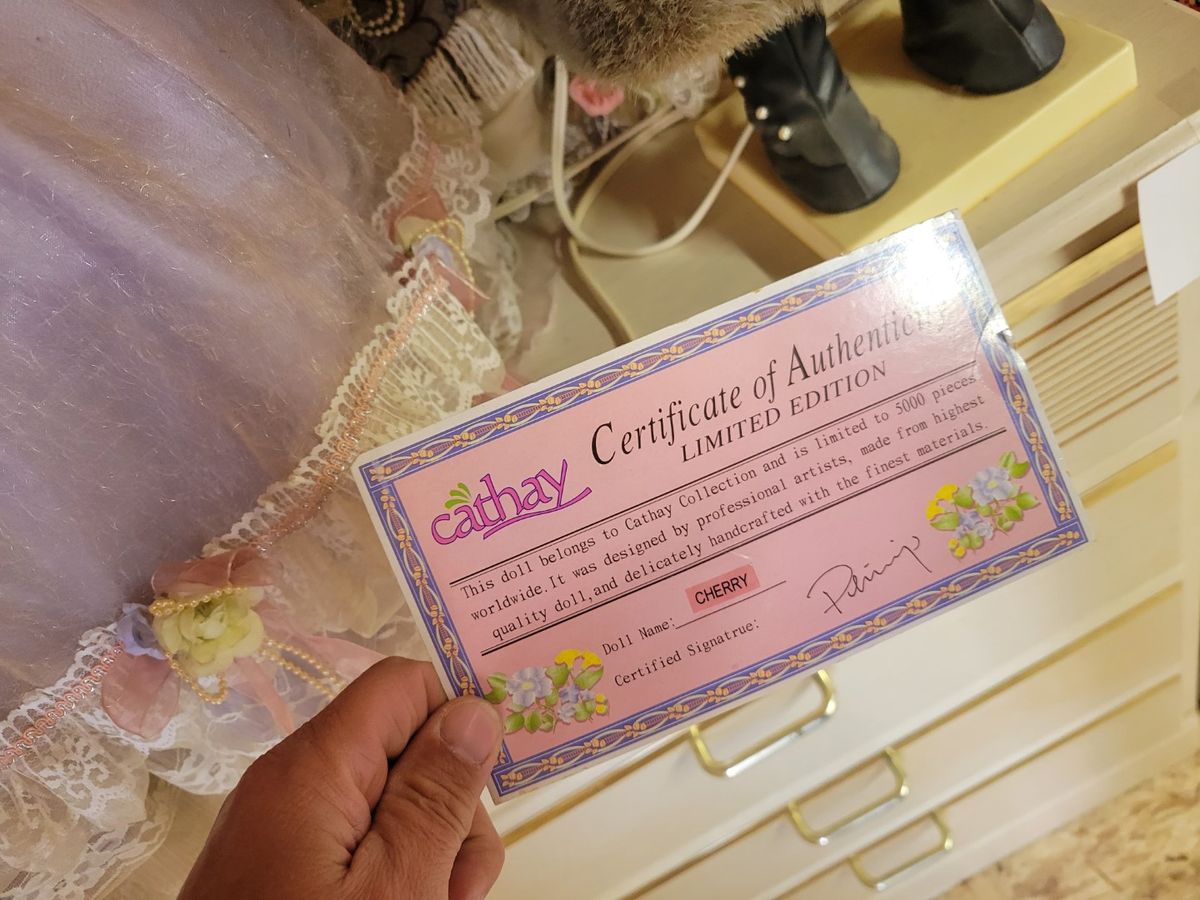 cathay
Certificate of Authenticity
LIMITED EDITION
This doll belongs to Cathay Collection and is limited to 5000 pieces
worldwide.It was designed by professional artists, made from highest
quality doll,and delicately handcrafted with the finest materials.
Doll Name: CHERRY
Certified Signatrue: